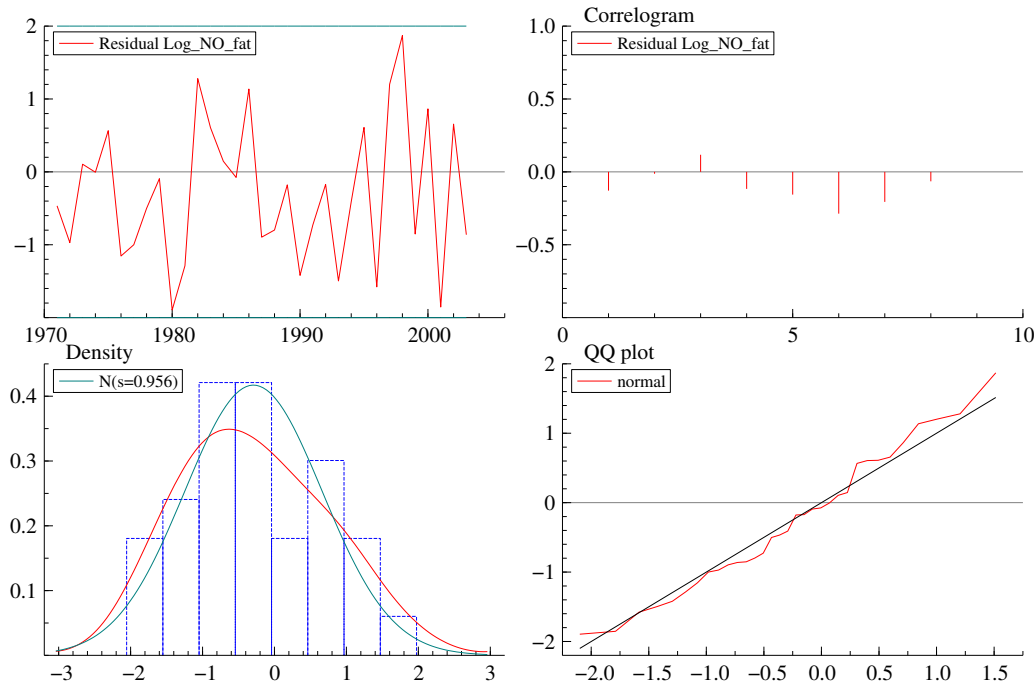 2
Residual Log_NO_fat
1
0
−1
1970 1980 1990 2000
Correlogram
1.0
Residual Log_NO_fat
0.5
0.0
−0.5
0 5 10
Density
N(s=0.956)
0.4
0.3
0.2
0.1
−3 −2 −1 0 1 2 3
QQ plot
2
normal
1
0
−1
−2
−2.0 −1.5 −1.0 −0.5 0.0 0.5 1.0 1.5